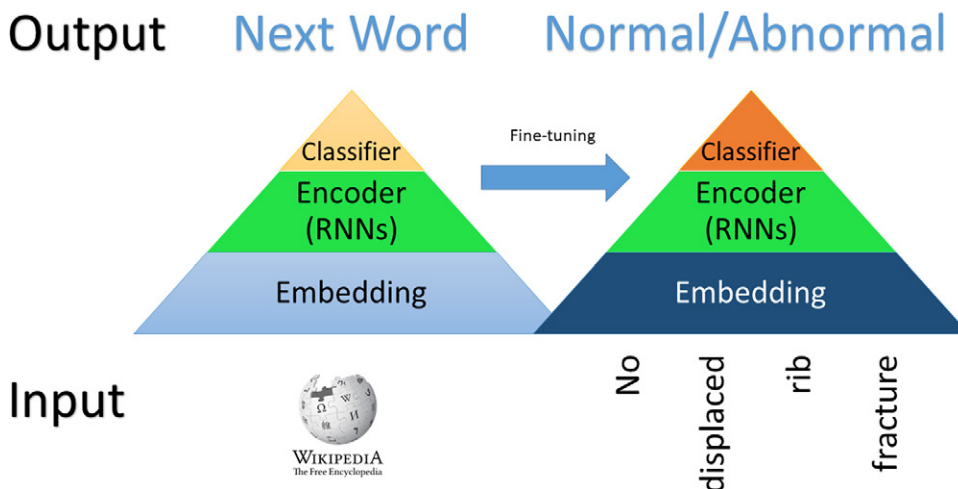 Output
Next Word
Normal/Abnormal
Classifier
Fine-tuning
Classifier
Encoder
(RNNs)
Encoder
(RNNs)
Embedding
Embedding
Input
Ω
W
И
WIKIPEDIA
The Free Encyclopedia
No
displaced
rib
fracture